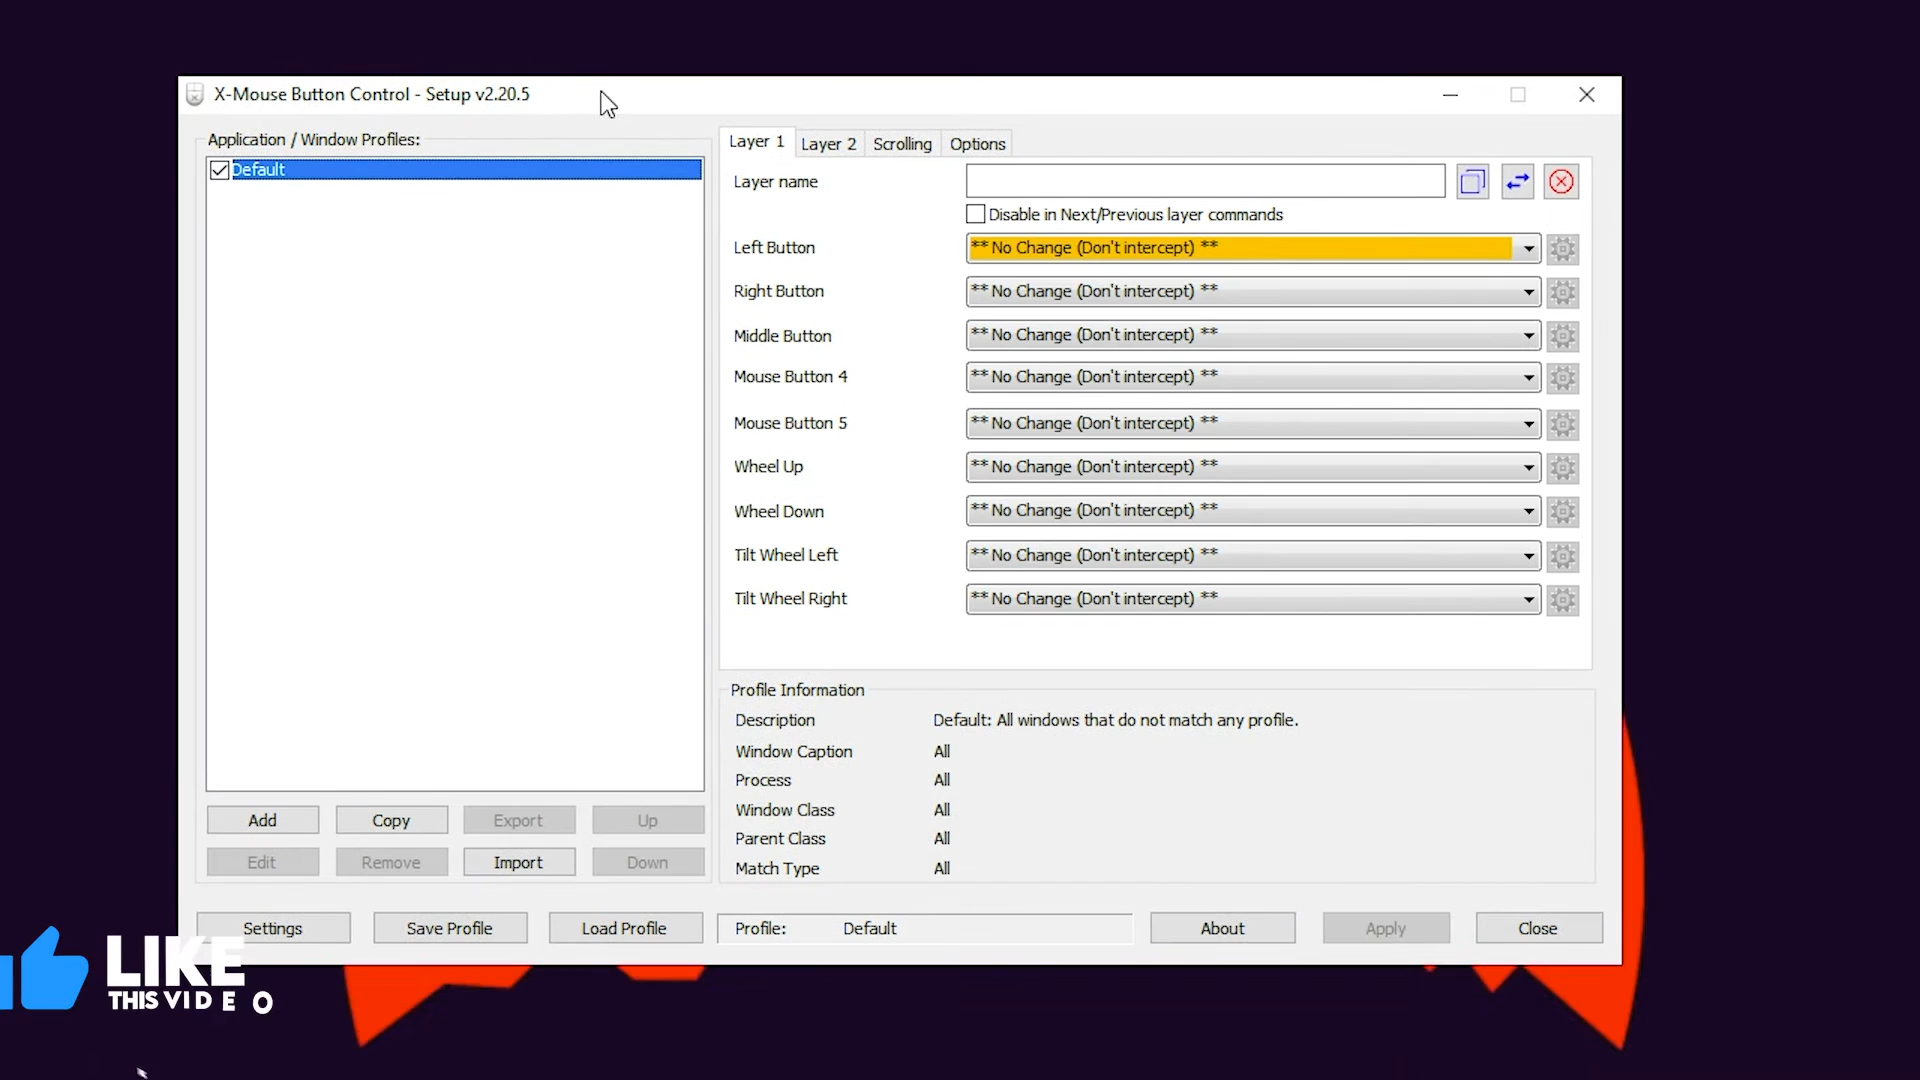 X-Mouse Button Control - Setup v2.20.5
Application / Window Profiles:
Default
Add
Copy
Export
Up
Edit
Remove
Import
Down
Layer 1
Layer 2
Scrolling
Options
Layer name
Disable in Next/Previous layer commands
Left Button
** No Change (Don't intercept) **
Right Button
** No Change (Don't intercept) **
Middle Button
** No Change (Don't intercept) **
Mouse Button 4
** No Change (Don't intercept) **
Mouse Button 5
** No Change (Don't intercept) **
Wheel Up
** No Change (Don't intercept) **
Wheel Down
** No Change (Don't intercept) **
Tilt Wheel Left
** No Change (Don't intercept) **
Tilt Wheel Right
** No Change (Don't intercept) **
Profile Information
Description
Default: All windows that do not match any profile.
Window Caption
All
Process
All
Window Class
All
Parent Class
All
Match Type
All
Settings
Save Profile
Load Profile
Profile:
Default
About
Apply
Close
LIKE
THIS VIDEO